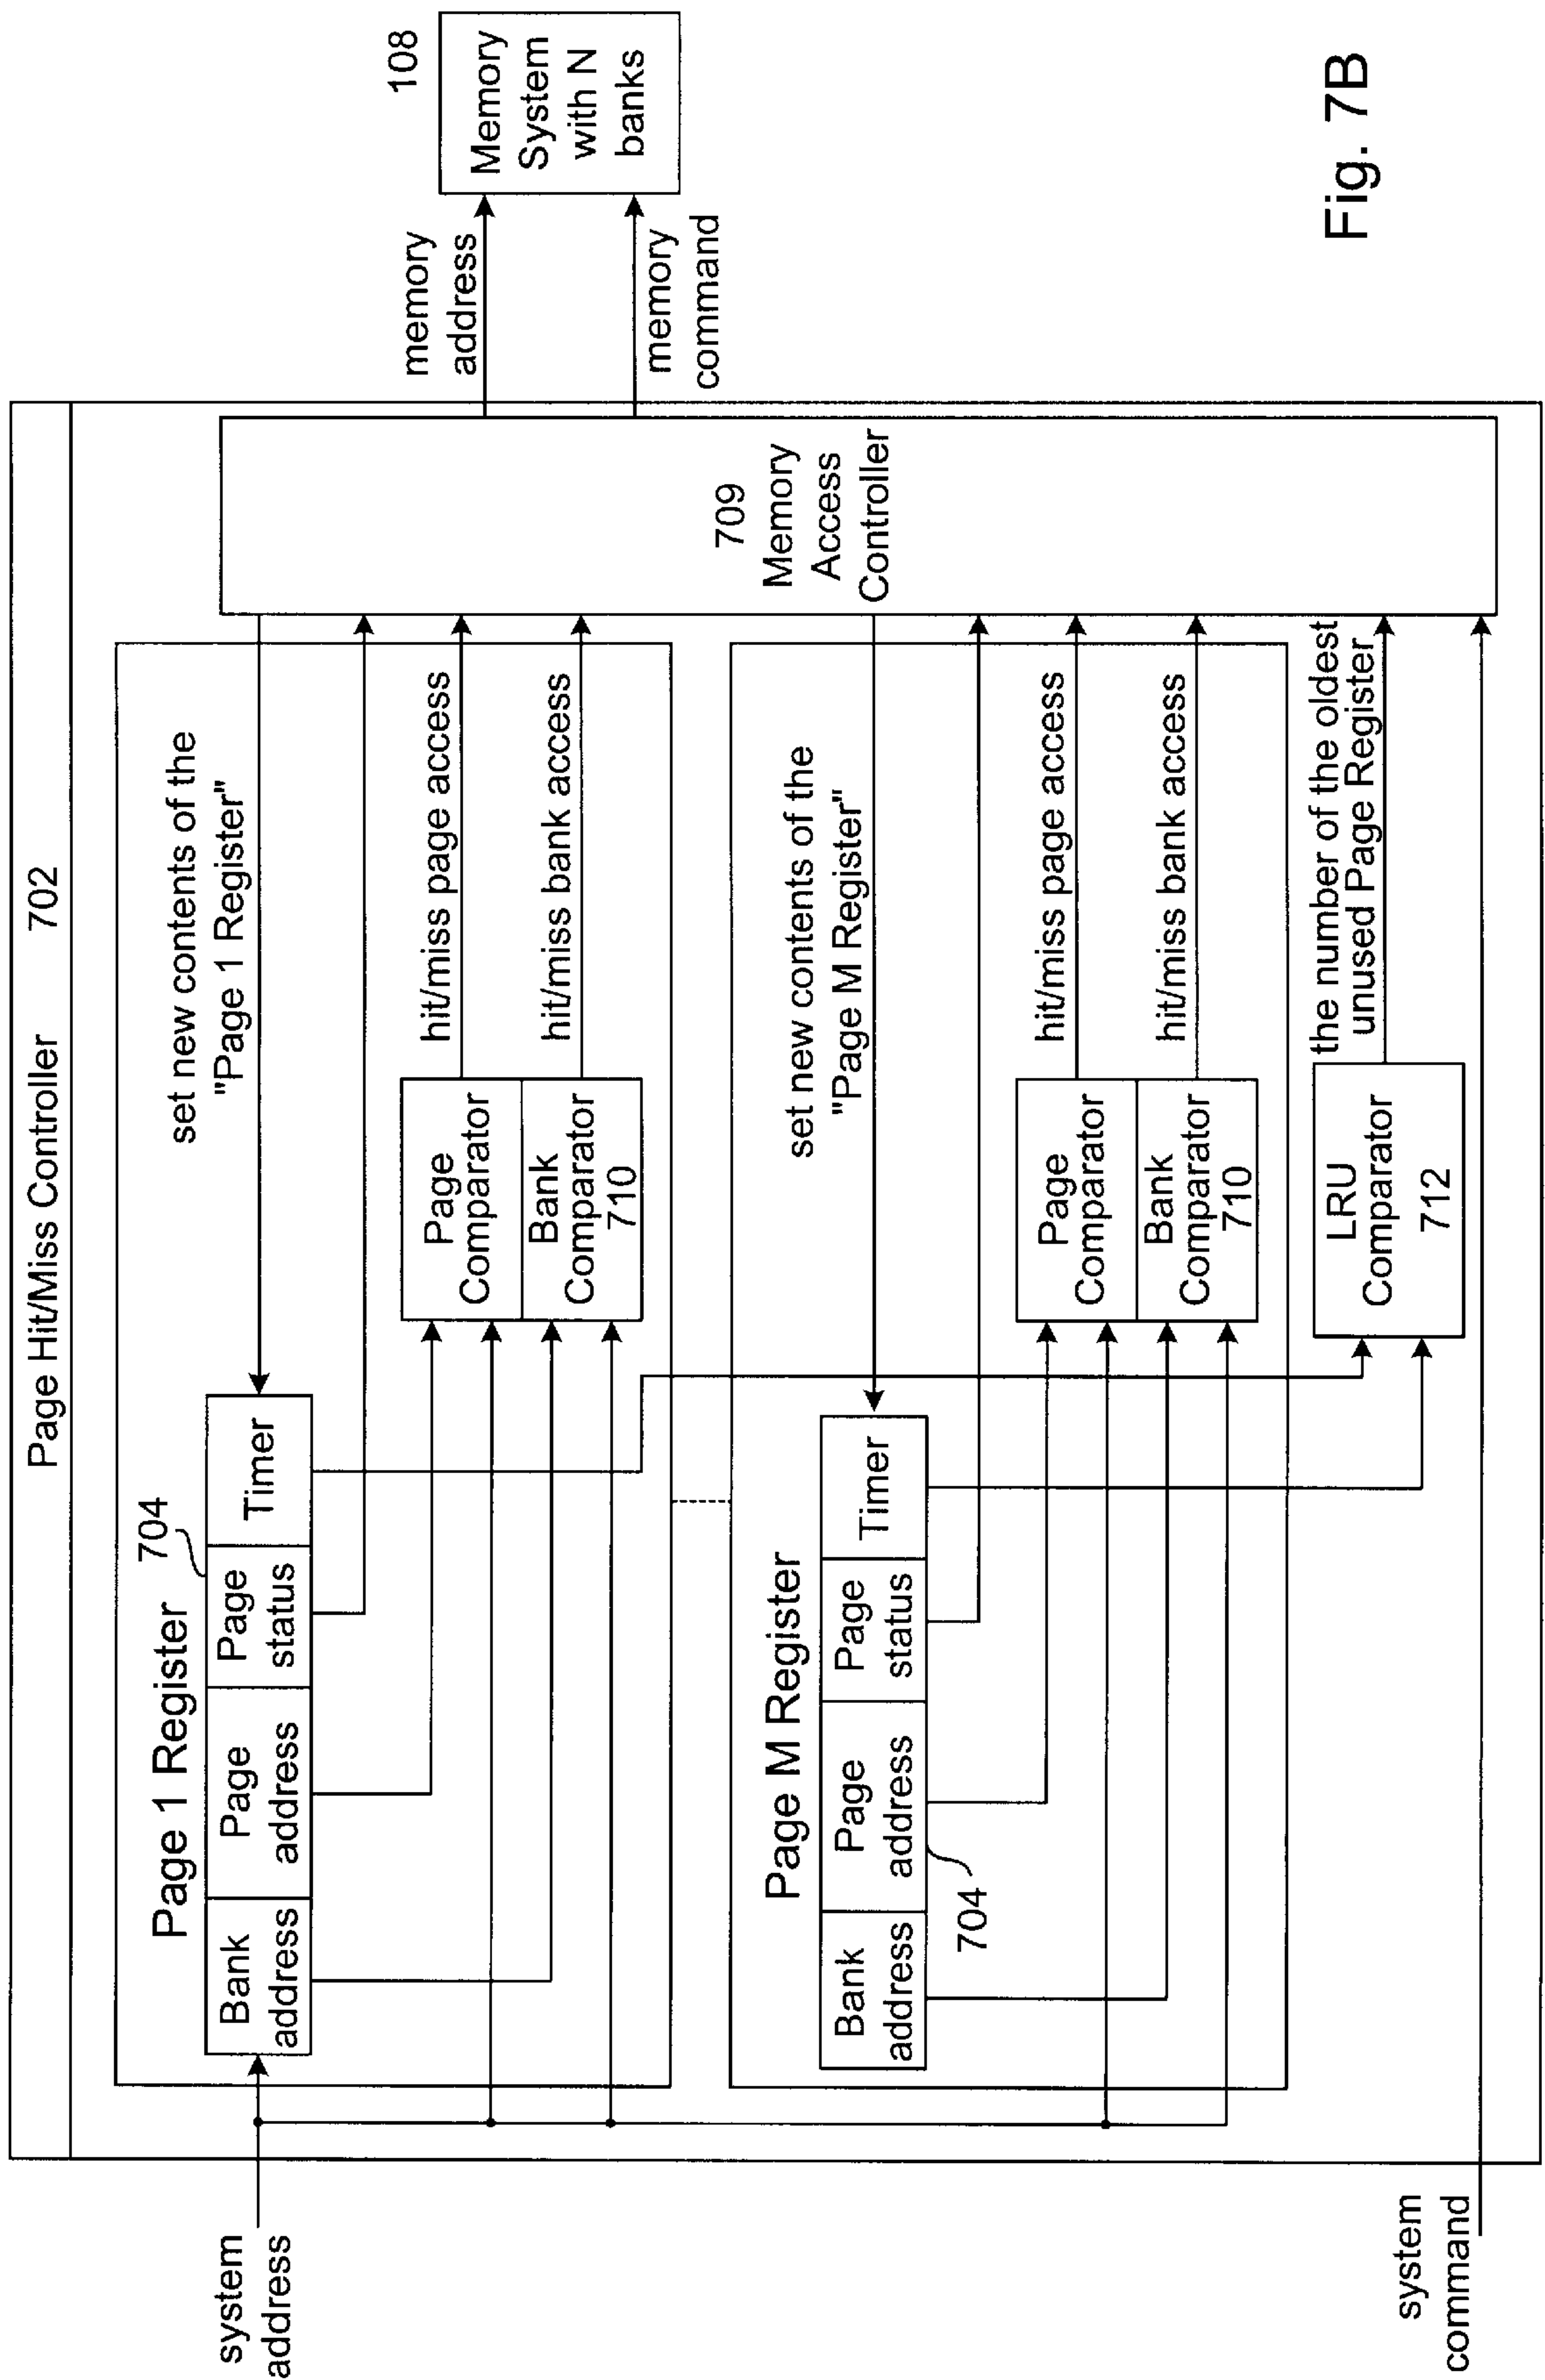 Page Hit/Miss Controller 702
system
address
Page 1 Register
704
Bank
address
Page
address
Page
status
Timer
set new contents of the
"Page 1 Register"
Page
Comparator
Bank
Comparator
710
hit/miss page access
hit/miss bank access
Page M Register
Bank
address
Page
address
Page
status
Timer
704
set new contents of the
"Page M Register"
Page
Comparator
Bank
Comparator
710
hit/miss page access
hit/miss bank access
LRU
Comparator
712
the number of the oldest
unused Page Register
system
command
709
Memory
Access
Controller
memory
address
memory
command
108
Memory
System
with N
banks
Fig. 7B